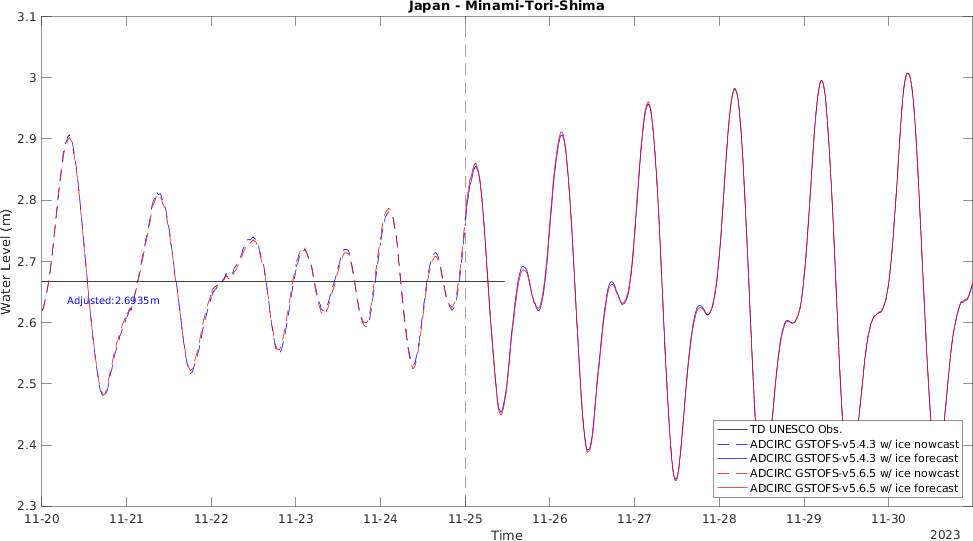 Japan - Minami-Tori-Shima
3.1
3
2.9
2.8
2.7
2.6
2.5
2.4
2.3
Water Level (m)
Adjusted:2.6935m
TD UNESCO Obs.
ADCIRC GSTOFS-v5.4.3 w/ ice nowcast
ADCIRC GSTOFS-v5.4.3 w/ ice forecast
ADCIRC GSTOFS-v5.6.5 w/ ice nowcast
ADCIRC GSTOFS-v5.6.5 w/ ice forecast
11-20 11-21 11-22 11-23 11-24 11-25 11-26 11-27 11-28 11-29 11-30
Time
2023